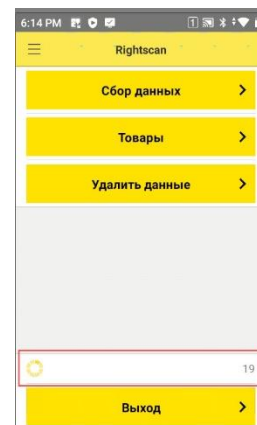 6:14 PM
Rightscan
Сбор данных
Товары
Удалить данные
19
Выход